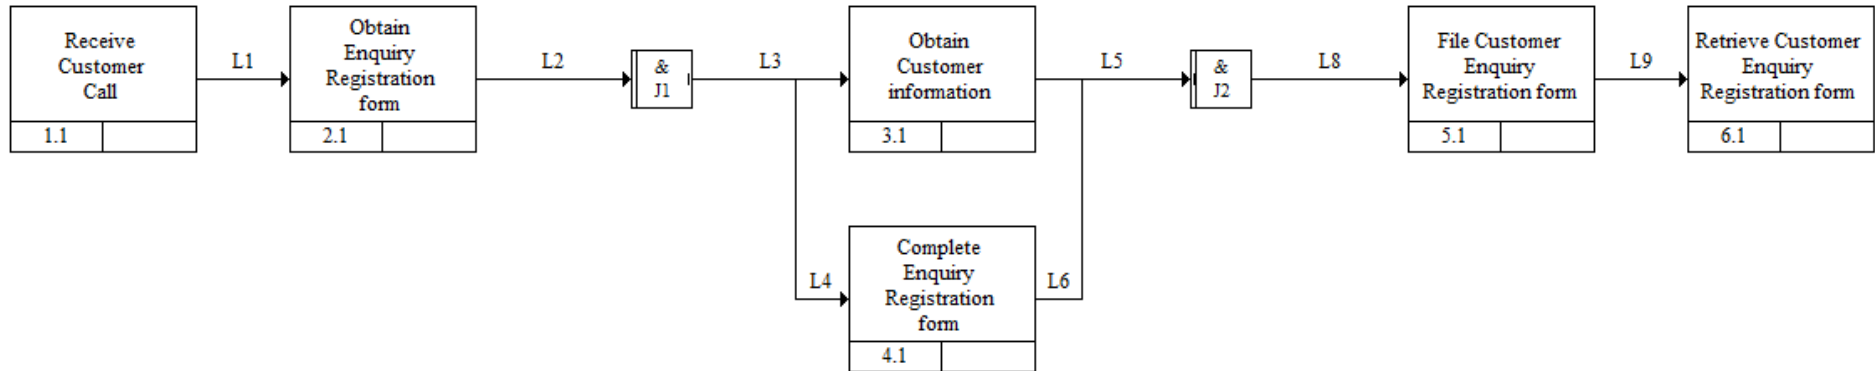 Receive
Customer
Call
1.1
L1
Obtain
Enquiry
Registration
form
2.1
L2
&
J1
L3
Obtain
Customer
information
3.1
L4
Complete
Enquiry
Registration
form
4.1
L5
L6
&
J2
L8
File Customer
Enquiry
Registration form
5.1
L9
Retrieve Customer
Enquiry
Registration form
6.1